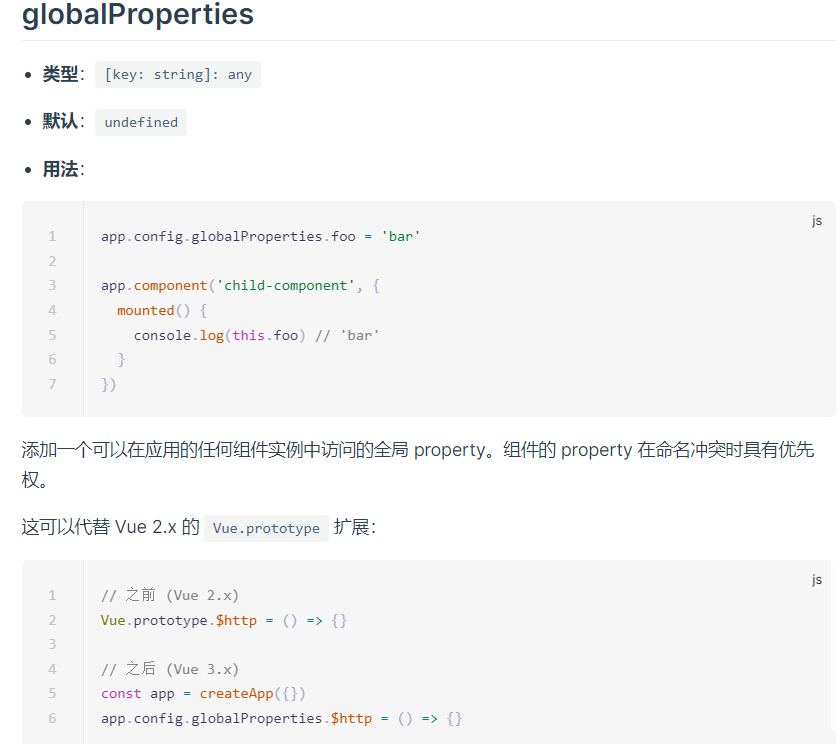 globalProperties
• 类型： [key: string]: any
• 默认： undefined
• 用法：
js
1 app.config.globalProperties.foo = 'bar'
2
3 app.component('child-component', {
4 mounted() {
5 console.log(this.foo) // 'bar'
6 }
7 })
添加一个可以在应用的任何组件实例中访问的全局 property。组件的 property 在命名冲突时具有优先
权。
这可以代替 Vue 2.x 的 Vue.prototype 扩展：
js
1 // 之前 (Vue 2.x)
2 Vue.prototype.$http = () => {}
3
4 // 之后 (Vue 3.x)
5 const app = createApp({})
6 app.config.globalProperties.$http = () => {}